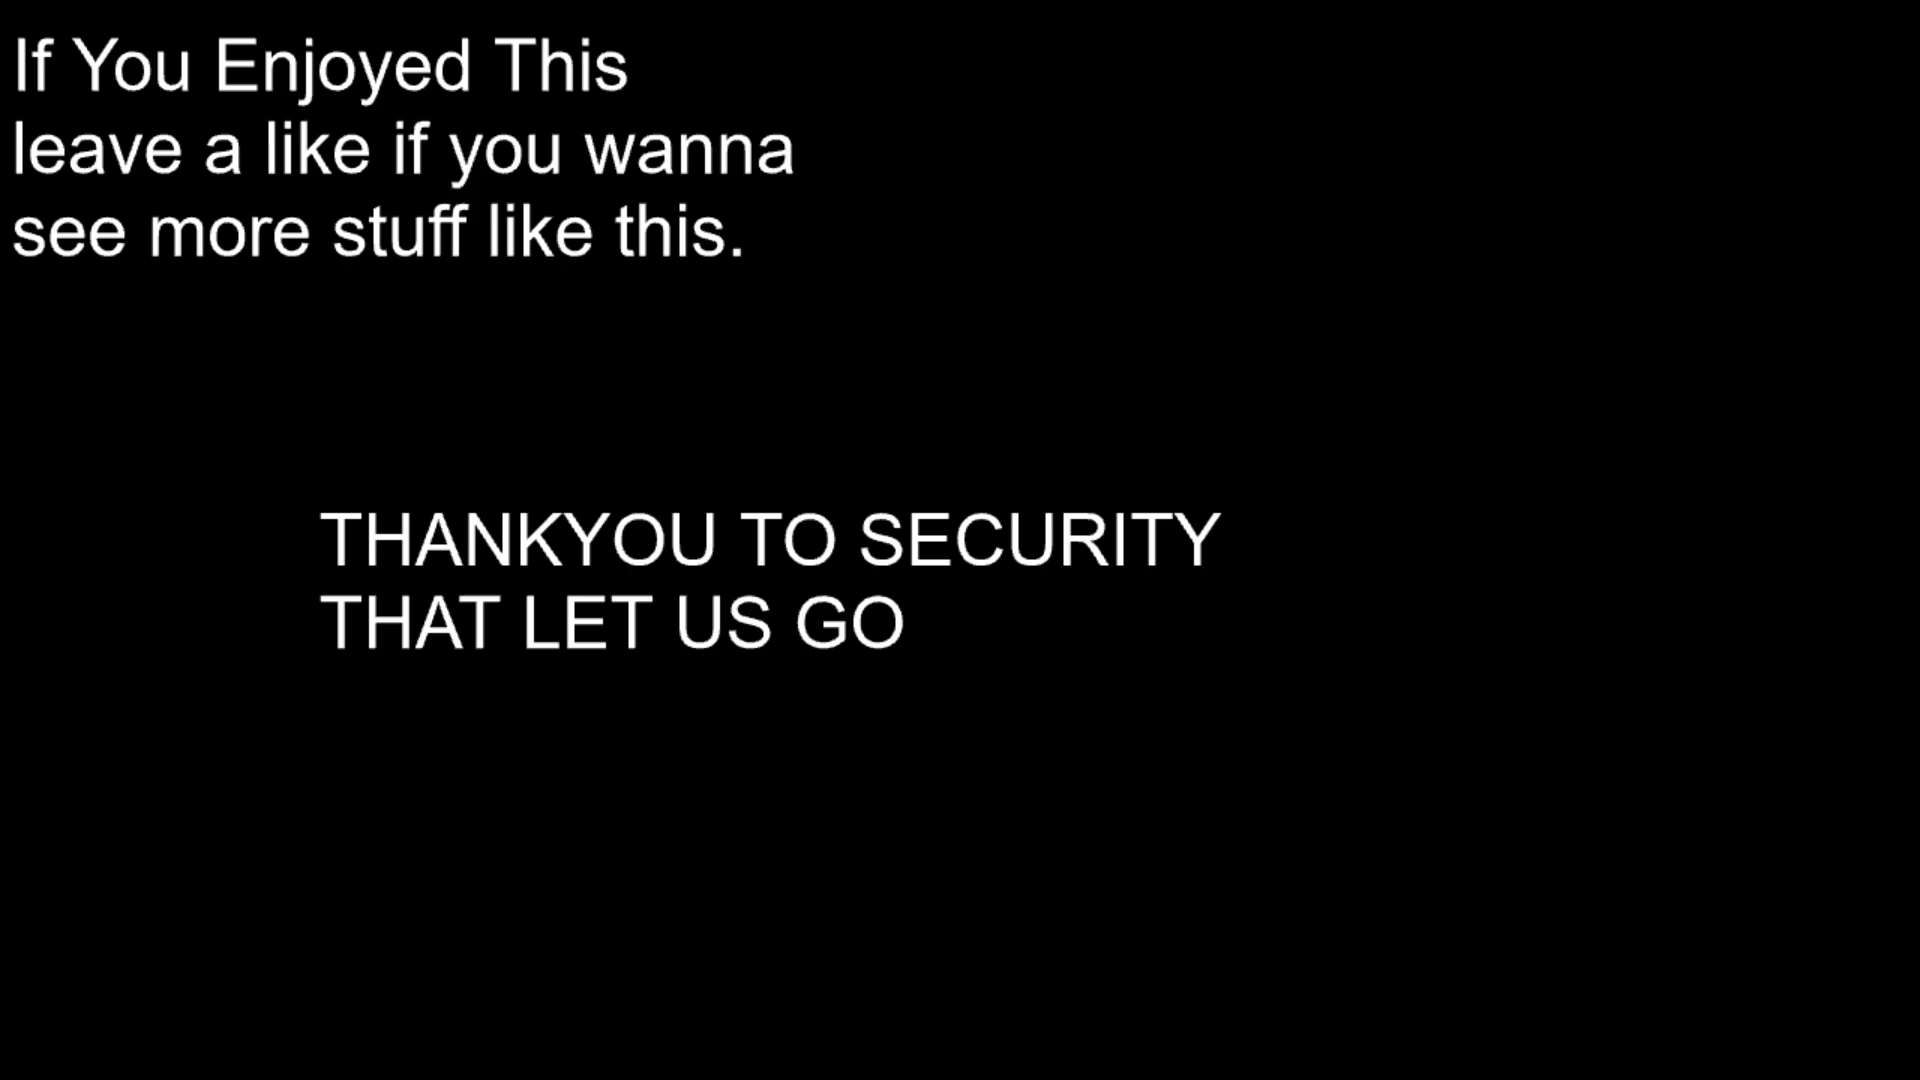 If You Enjoyed This
leave a like if you wanna
see more stuff like this.
THANKYOU TO SECURITY
THAT LET US GO